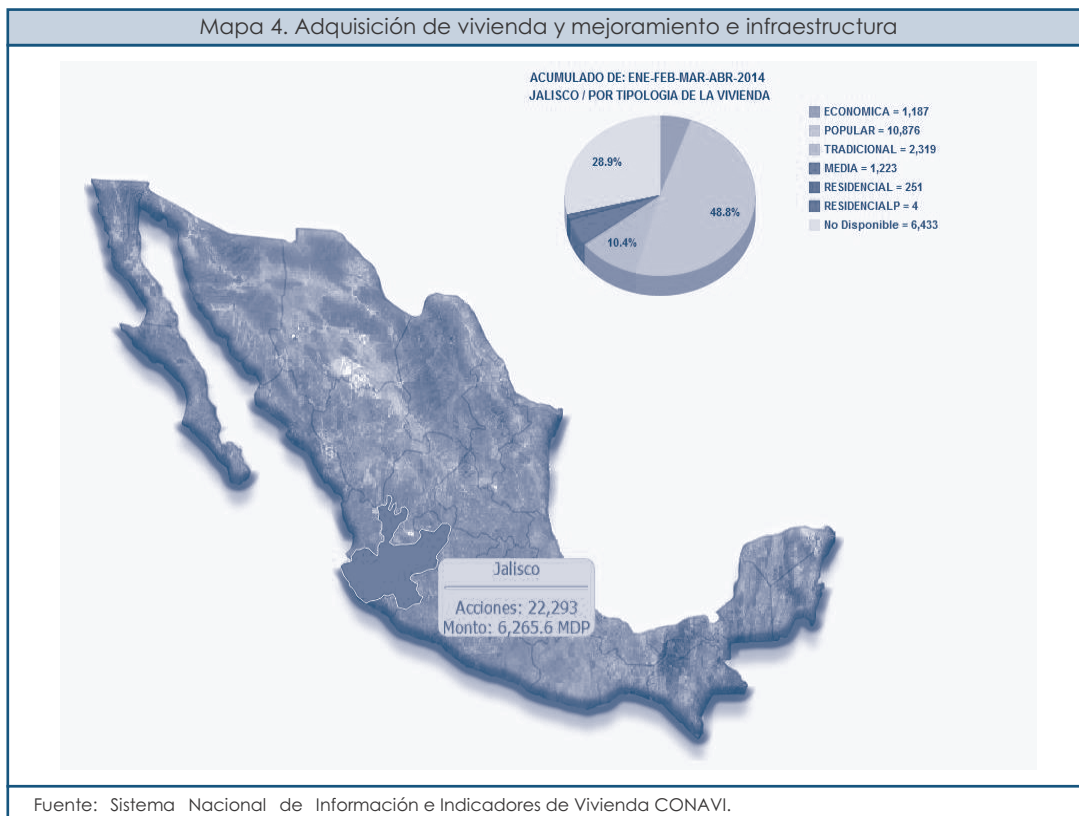 Mapa 4. Adquisición de vivienda y mejoramiento e infraestructura
ACUMULADO DE: ENE-FEB-MAR-ABR-2014
JALISCO / POR TIPOLOGIA DE LA VIVIENDA
ECONOMICA = 1,187
POPULAR = 10,876
TRADICIONAL = 2,319
MEDIA = 1,223
RESIDENCIAL = 251
RESIDENCIALP = 4
No Disponible = 6,433
28.9%
48.8%
10.4%
Jalisco
Acciones: 22,293
Monto: 6,265.6 MDP
Fuente: Sistema Nacional de Información e Indicadores de Vivienda CONAVI.